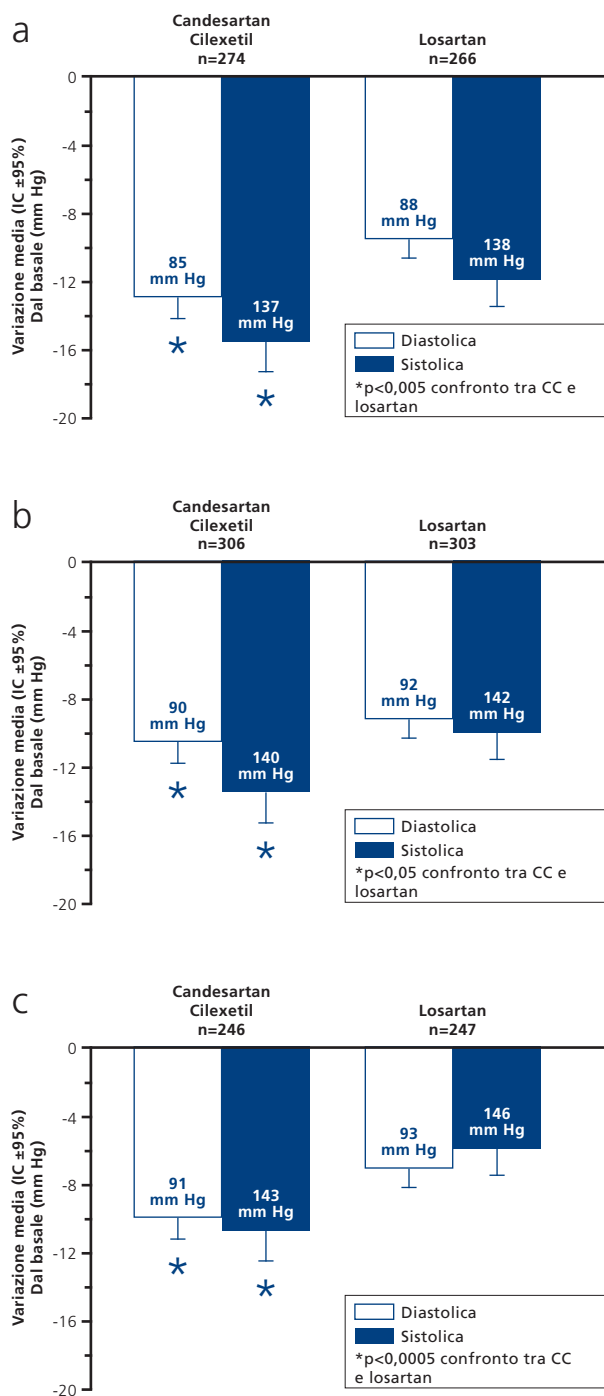 a
Candesartan
Cilexetil
n=274
Losartan
n=266
Variazione media (IC ±95%)
Dal basale (mm Hg)
0
-4
-8
-12
-16
-20
85
mm Hg
137
mm Hg
88
mm Hg
138
mm Hg
*
*
Diastolica
Sistolica
*p<0,005 confronto tra CC e
losartan
b
Candesartan
Cilexetil
n=306
Losartan
n=303
Variazione media (IC ±95%)
Dal basale (mm Hg)
0
-4
-8
-12
-16
-20
90
mm Hg
140
mm Hg
92
mm Hg
142
mm Hg
*
*
Diastolica
Sistolica
*p<0,05 confronto tra CC e
losartan
c
Candesartan
Cilexetil
n=246
Losartan
n=247
Variazione media (IC ±95%)
Dal basale (mm Hg)
0
-4
-8
-12
-16
-20
91
mm Hg
143
mm Hg
93
mm Hg
146
mm Hg
*
*
Diastolica
Sistolica
*p<0,0005 confronto tra CC
e losartan